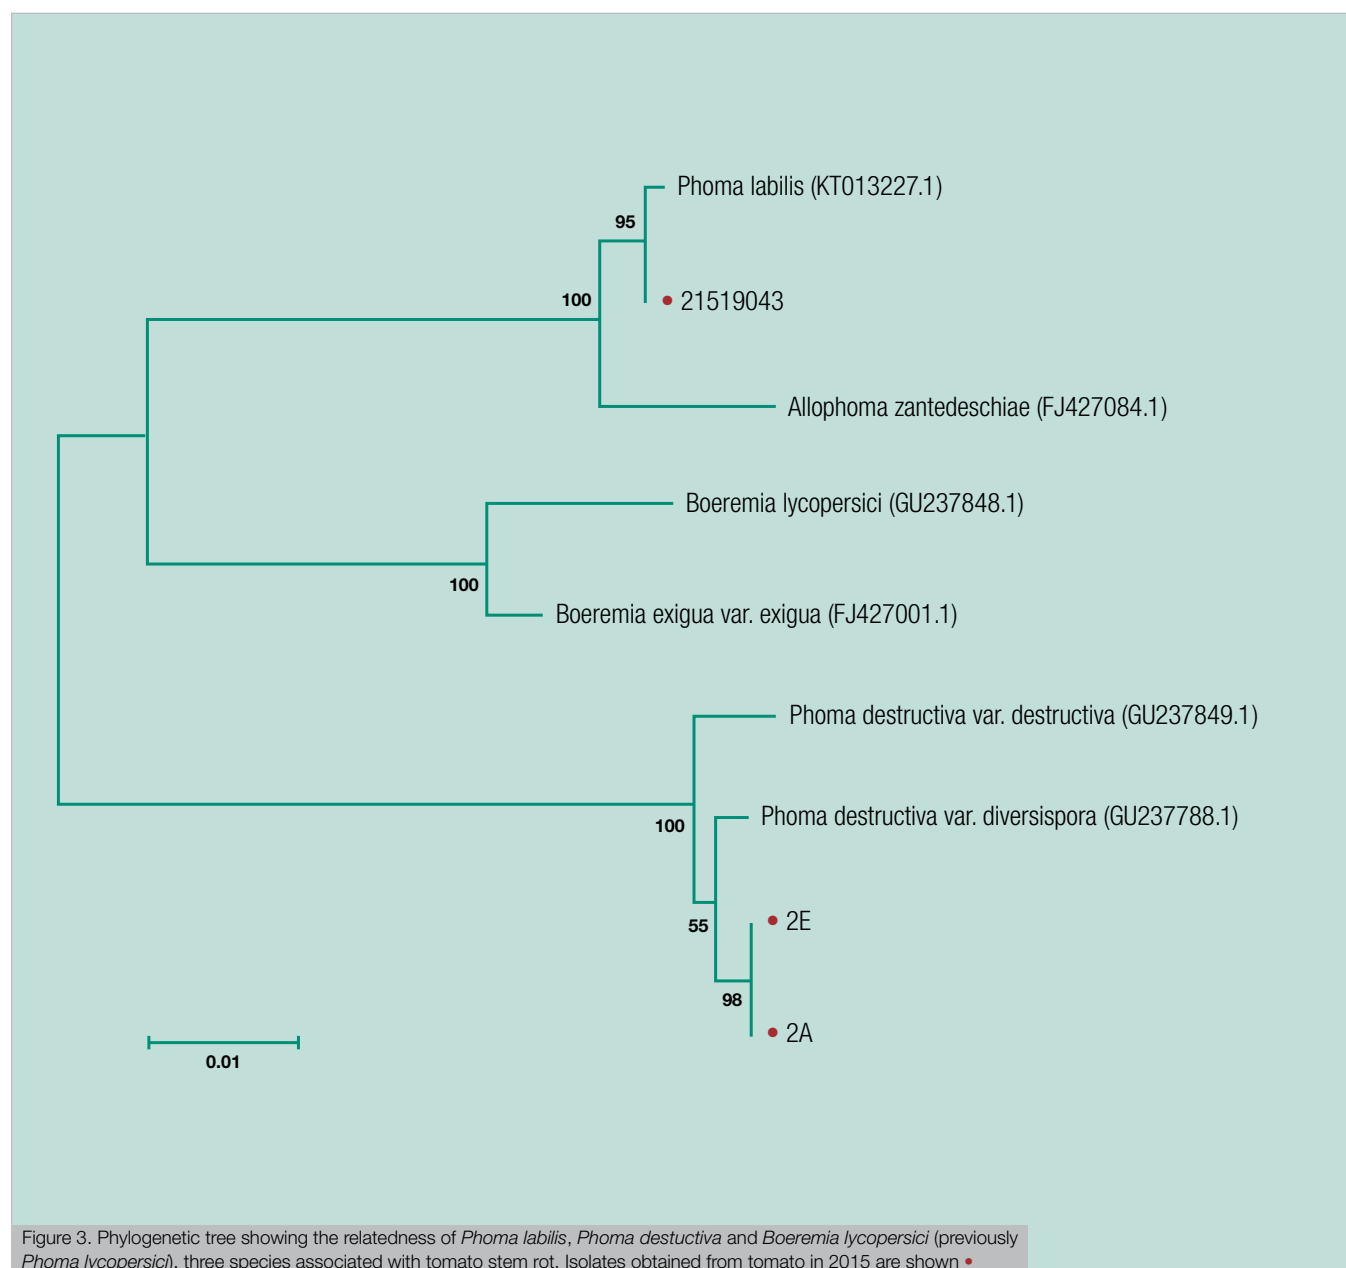 Phoma labilis (KT013227.1)
95
100
21519043
Allophoma zantedeschiae (FJ427084.1)
Boeremia lycopersici (GU237848.1)
100
Boeremia exigua var. exigua (FJ427001.1)
Phoma destructiva var. destructiva (GU237849.1)
Phoma destructiva var. diversispora (GU237788.1)
100
2E
55
98
2A
0.01
Figure 3. Phylogenetic tree showing the relatedness of Phoma labilis, Phoma destuctiva and Boeremia lycopersici (previously
Phoma lycopersici), three species associated with tomato stem rot. Isolates obtained from tomato in 2015 are shown •